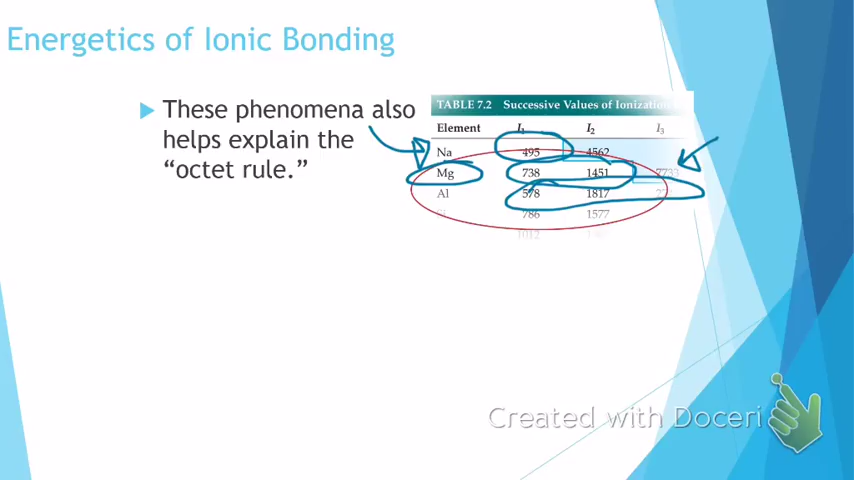 Energetics of Ionic Bonding
These phenomena also
helps explain the
“octet rule.”
TABLE 7.2 Successive Values of Ionization
Element I1 I2 I3
Na 495 4562
Mg 738 1451 7733
Al 578 1817
786 1577
1012
Created with Doceri